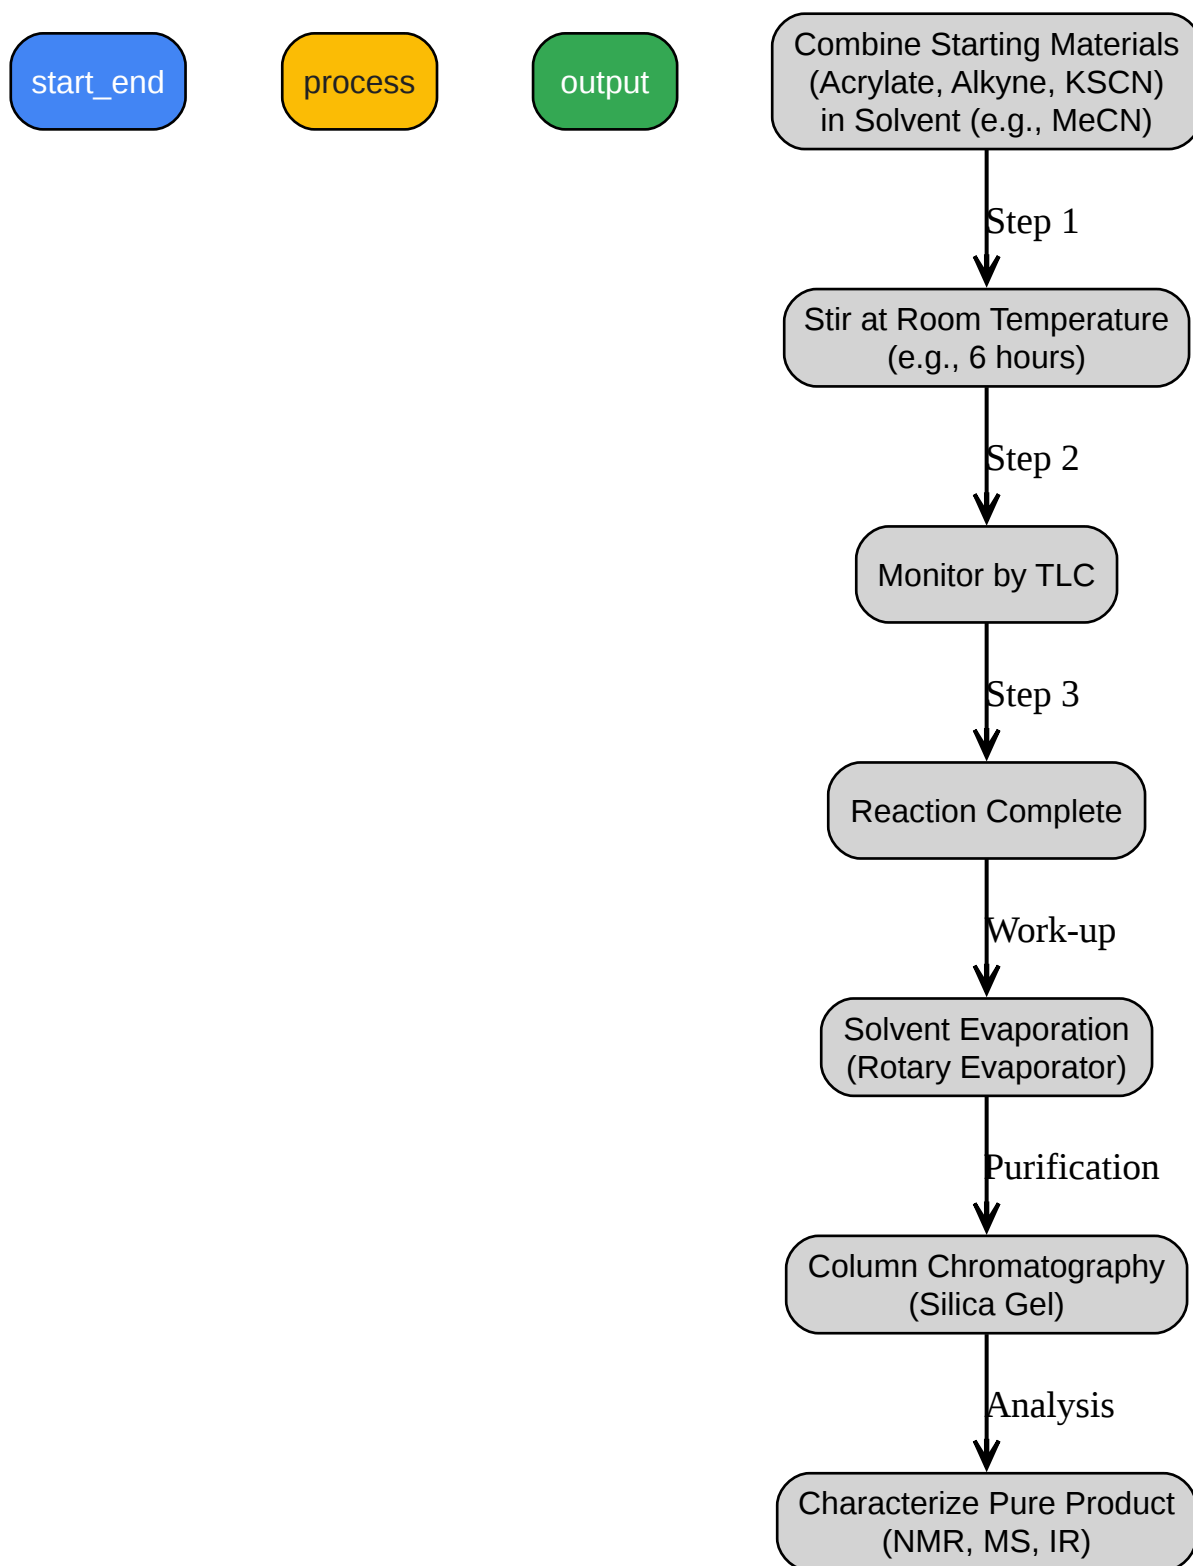 start_end
process
output
Combine Starting Materials
(Acrylate, Alkyne, KSCN)
in Solvent (e.g., MeCN)
Step 1
Stir at Room Temperature
(e.g., 6 hours)
Step 2
Monitor by TLC
Step 3
Reaction Complete
Work-up
Solvent Evaporation
(Rotary Evaporator)
Purification
Column Chromatography
(Silica Gel)
Analysis
Characterize Pure Product
(NMR, MS, IR)